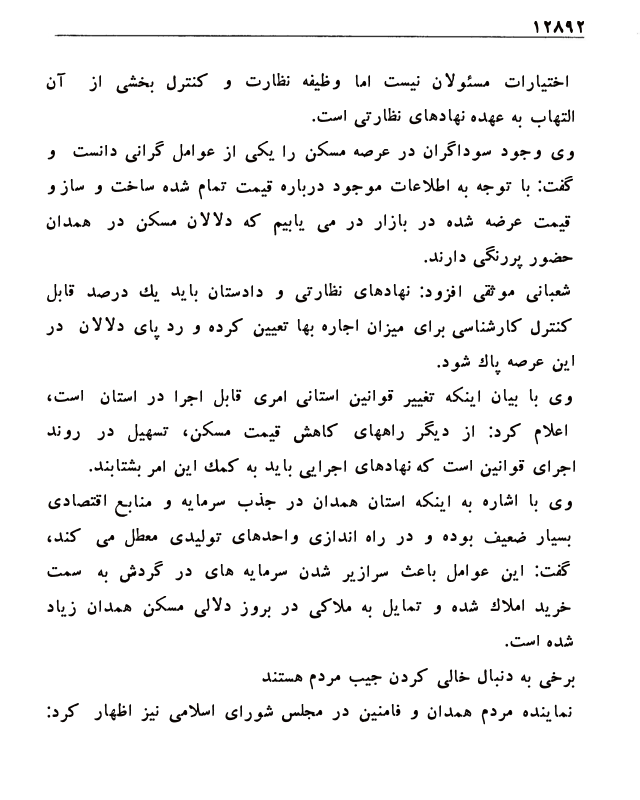 ۱۲۸۹۲
اختیارات مسئولان نیست اما وظیفه نظارت و کنترل بخشی از آن
التهاب به عهده نهادهای نظارتی است.
وی وجود سوداگران در عرصه مسکن را یکی از عوامل گرانی دانست و
گفت: با توجه به اطلاعات موجود درباره قیمت تمام شده ساخت و ساز و
قیمت عرضه شده در بازار در می یابیم که دلالان مسکن در همدان
حضور پررنگی دارند.
شعبانی موثقی افزود: نهادهای نظارتی و دادستان باید یك درصد قابل
کنترل کارشناسی برای میزان اجاره بها تعیین کرده و رد پای دلالان در
این عرصه پاك شود.
وی با بیان اینکه تغییر قوانین استانی امری قابل اجرا در استان است،
اعلام کرد: از دیگر راههای کاهش قیمت مسکن، تسهیل در روند
اجرای قوانین است که نهادهای اجرایی باید به کمك این امر بشتابند.
وی با اشاره به اینکه استان همدان در جذب سرمایه و منابع اقتصادی
بسیار ضعیف بوده و در راه اندازی واحدهای تولیدی معطل می کند،
گفت: این عوامل باعث سرازیر شدن سرمایه های در گردش به سمت
خرید املاك شده و تمایل به ملاکی در بروز دلالی مسکن همدان زیاد
شده است.
برخی به دنبال خالی کردن جیب مردم هستند
نماینده مردم همدان و فامنین در مجلس شورای اسلامی نیز اظهار کرد: